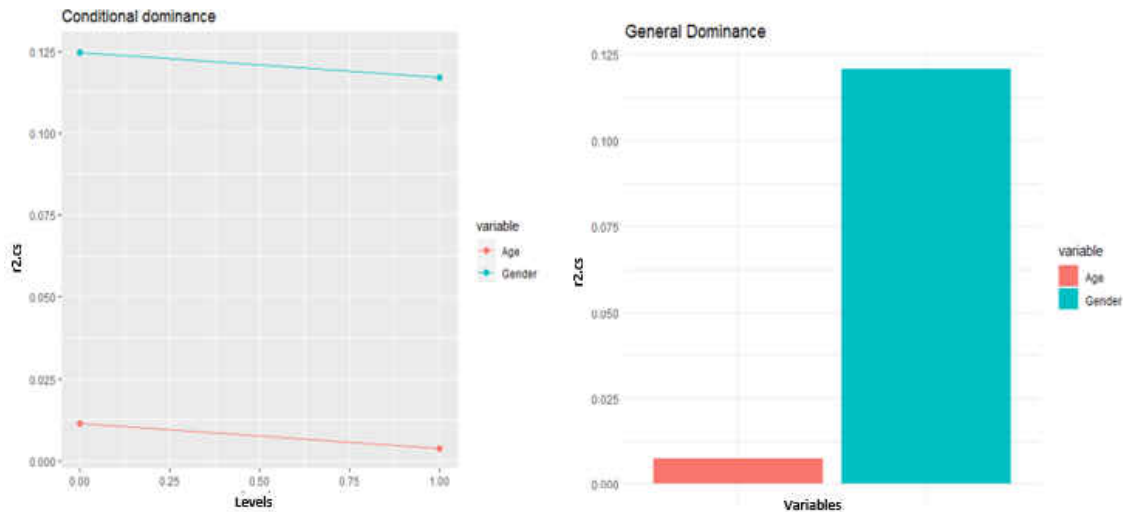 Conditional dominance
0.125
0.100
0.075
0.050
0.025
0.000
r2.cs
0.00 0.25 0.50 0.75 1.00
Levels
variable
Age
Gender
General Dominance
0.125
0.100
0.075
0.050
0.025
0.000
r2.cs
Variables
variable
Age
Gender